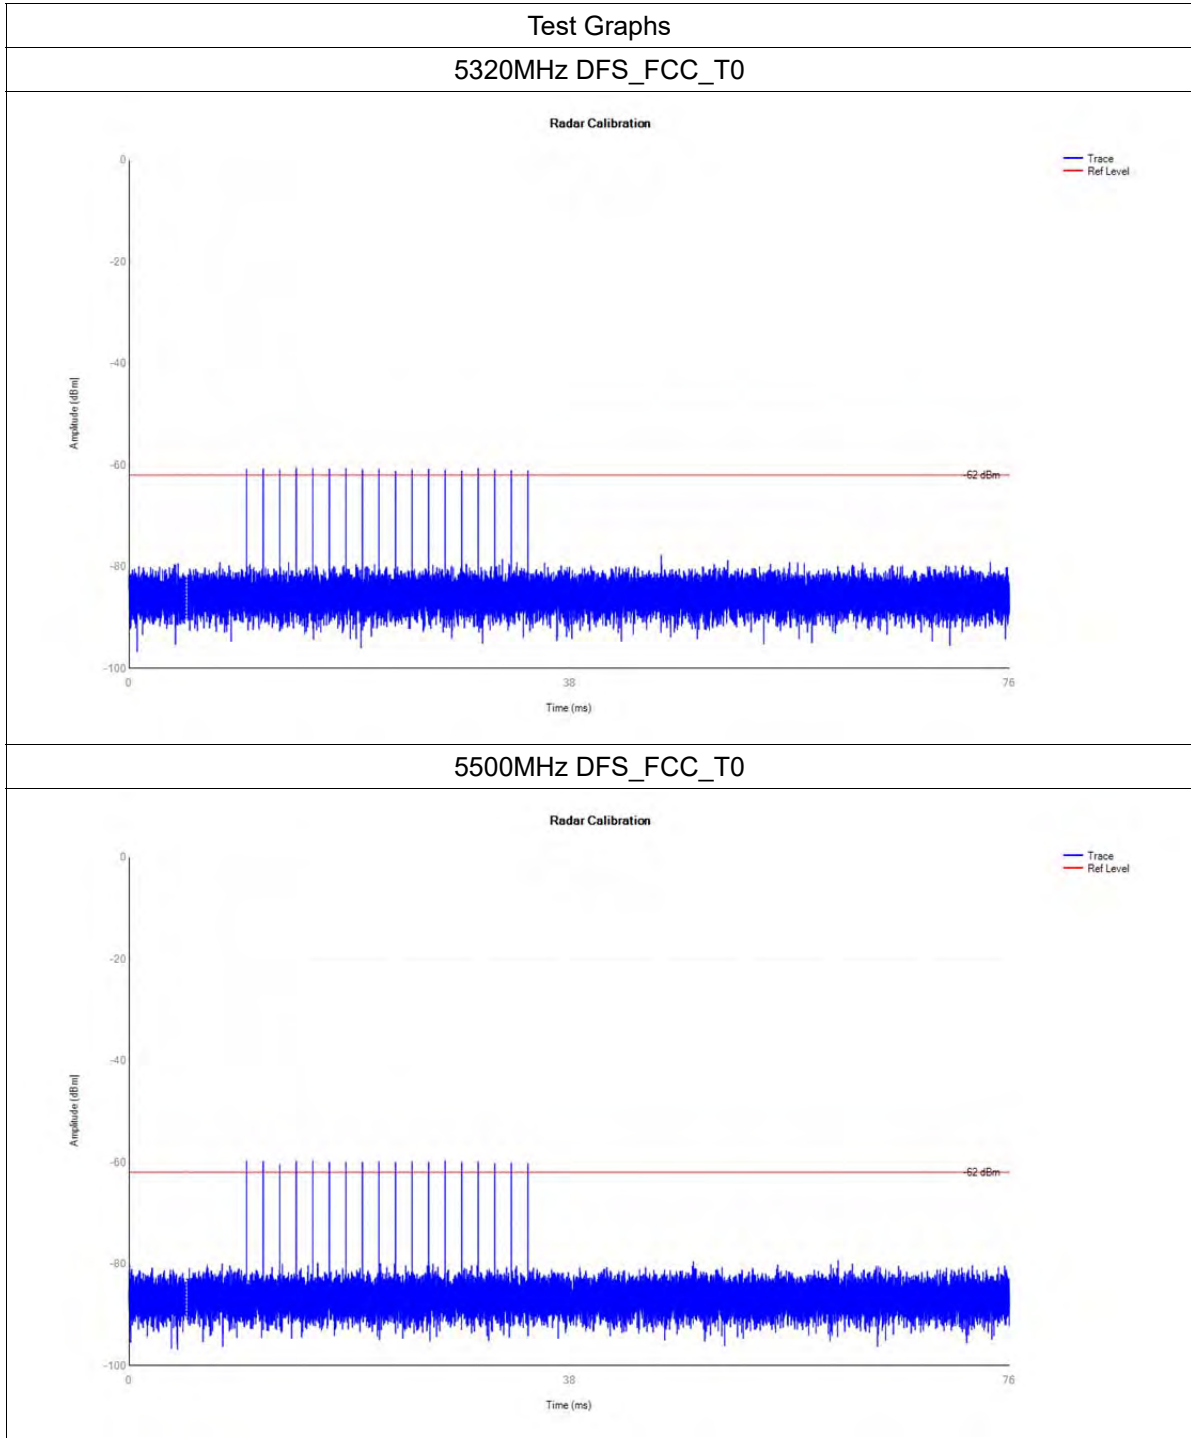 Test Graphs
5320MHz DFS_FCC_T0
Radar Calibration
0
Trace
Ref Level
-20
-40
Amplitude [dBm]
-60
-62 dBm
-80
-100
0
38
76
Time (ms)
5500MHz DFS_FCC_T0
Radar Calibration
0
Trace
Ref Level
-20
-40
Amplitude [dBm]
-60
-62 dBm
-80
-100
0
38
76
Time (ms)